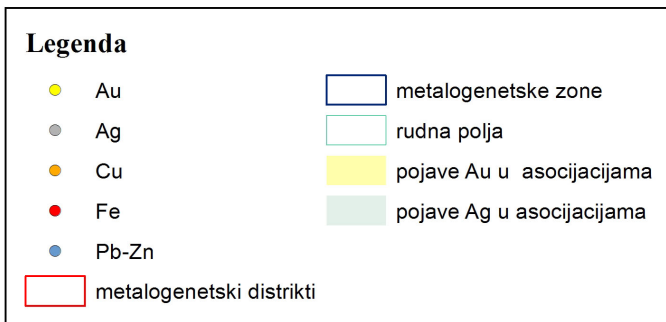 Legenda
Au
Ag
Cu
Fe
Pb-Zn
metalogenetski distrikti
metalogenetske zone
rudna polja
pojave Au u asocijacijama
pojave Ag u asocijacijama